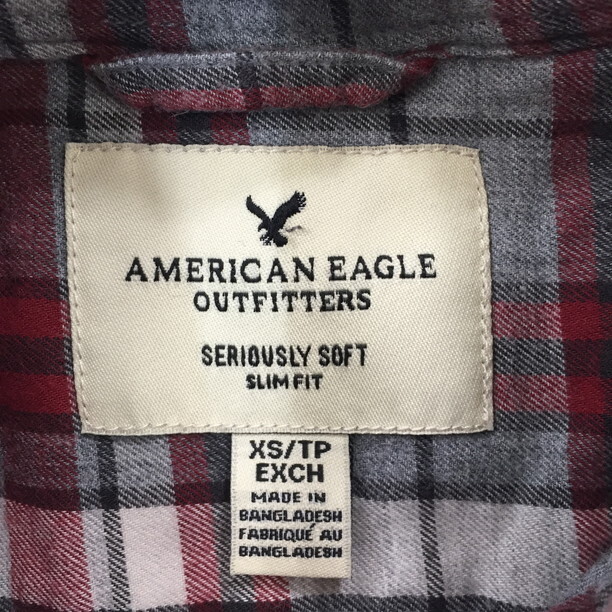 AMERICAN EAGLE
OUTFITTERS
SERIOUSLY SOFT
SLIM FIT
XS/TP
EXCH
MADE IN
BANGLADESH
FABRIQUÉ AU
BANGLADESH